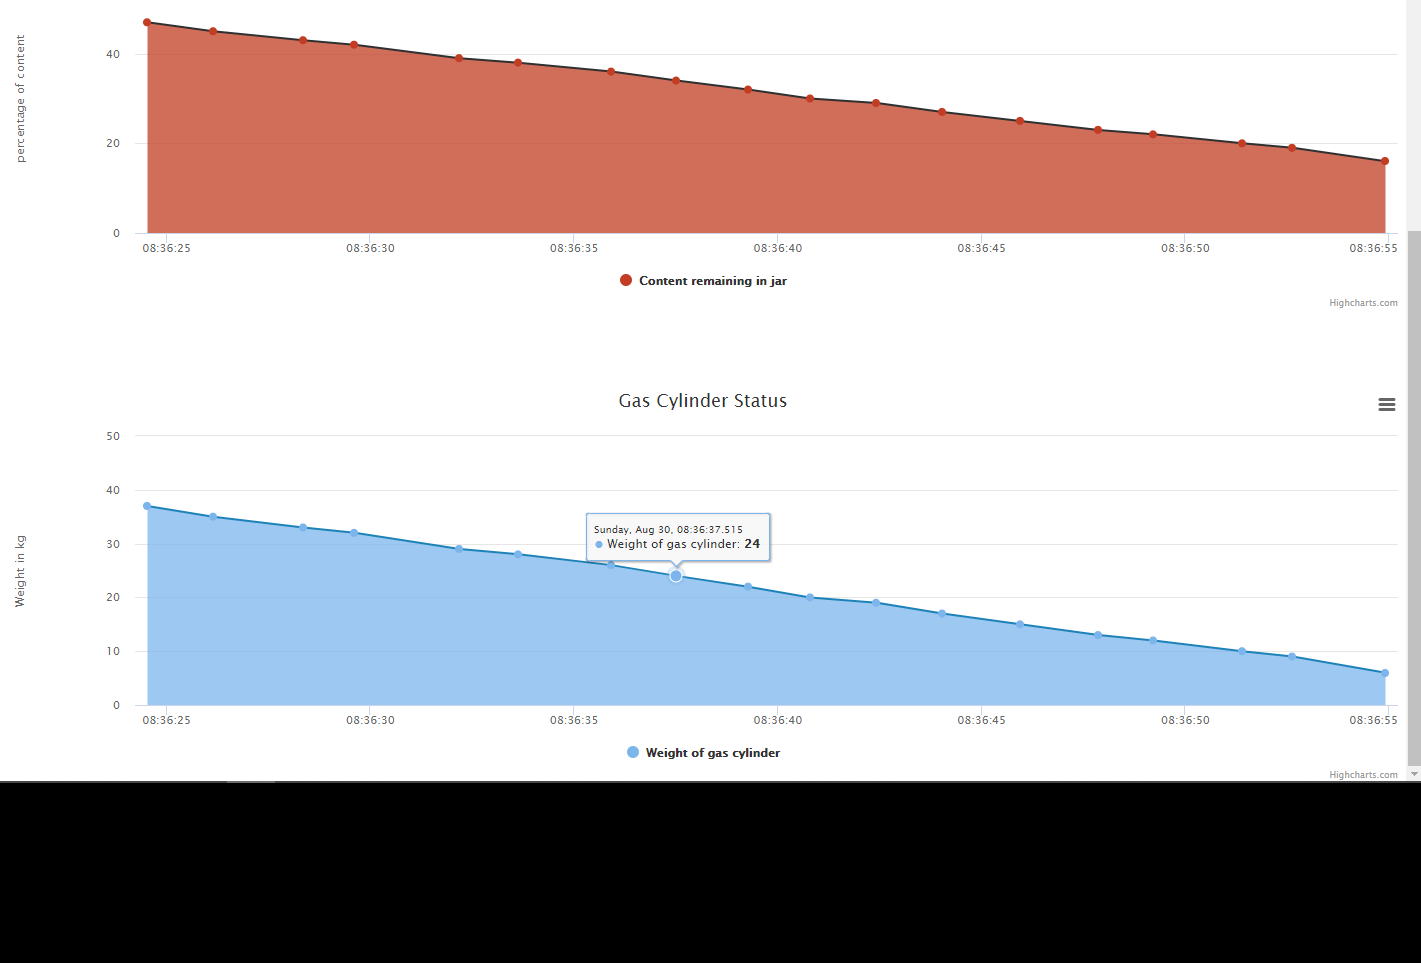 percentage of content
40
20
0
08:36:25 08:36:30 08:36:35 08:36:40 08:36:45 08:36:50 08:36:55
Content remaining in jar
Highcharts.com
Gas Cylinder Status
Weight in kg
50
40
30
20
10
0
Sunday, Aug 30, 08:36:37.515
Weight of gas cylinder: 24
08:36:25 08:36:30 08:36:35 08:36:40 08:36:45 08:36:50 08:36:55
Weight of gas cylinder
Highcharts.com